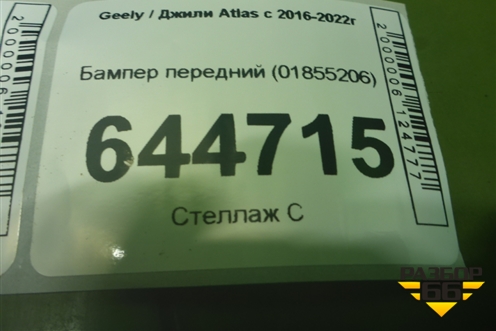 Geely / Джили Atlas с 2016-2022г
Бампер передний (01855206)
644715
Стеллаж С
2000006124777
РАЗБОР
66